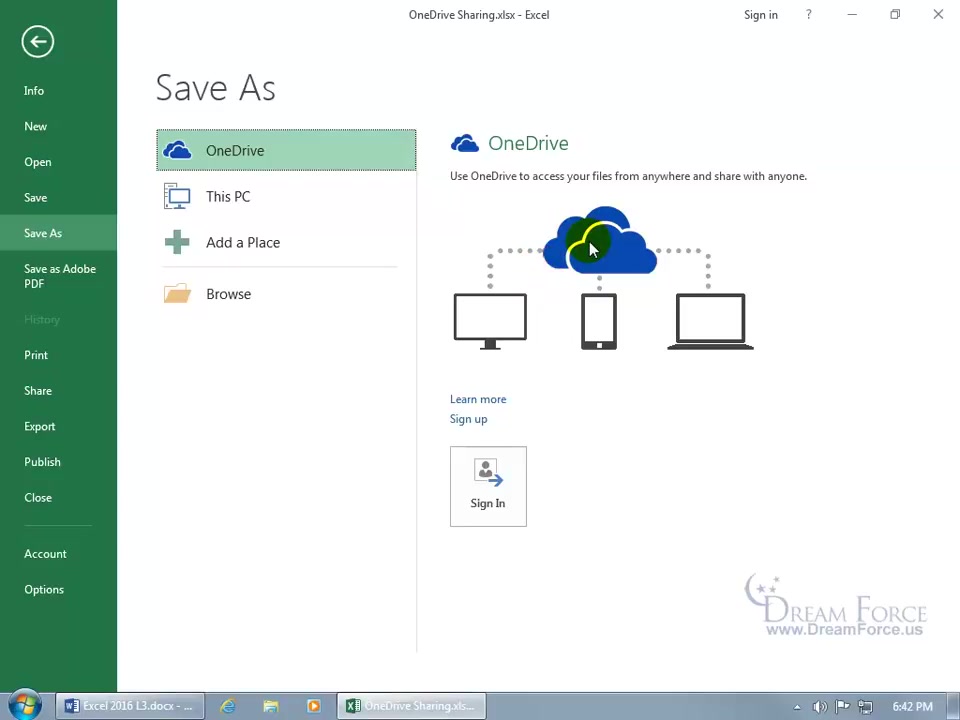 OneDrive Sharing.xlsx - Excel
Sign in
?
Info
New
Open
Save
Save As
Save as Adobe
PDF
History
Print
Share
Export
Publish
Close
Account
Options
Save As
OneDrive
This PC
Add a Place
Browse
OneDrive
Use OneDrive to access your files from anywhere and share with anyone.
Learn more
Sign up
Sign In
DREAM FORCE
www.DreamForce.us
Excel 2016 L3.docx - ...
OneDrive Sharing.xls...
6:42 PM